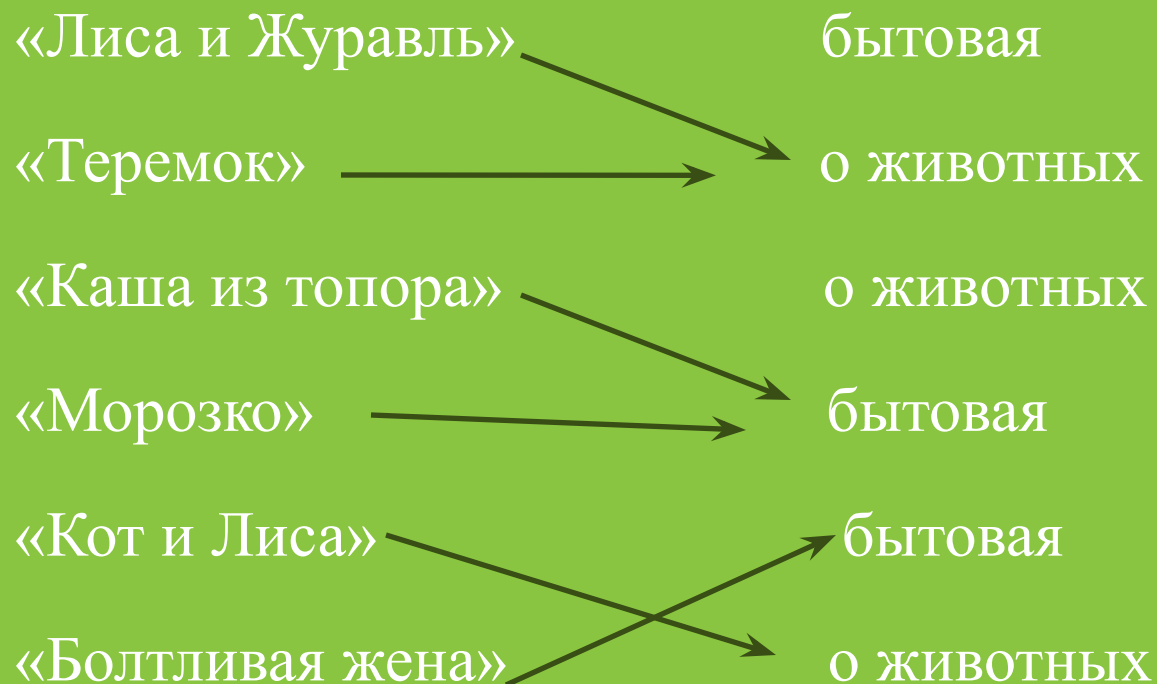 «Лиса и Журавль» бытовая
«Теремок» о животных
«Каша из топора» о животных
«Морозко» бытовая
«Кот и Лиса» бытовая
«Болтливая жена» о животных